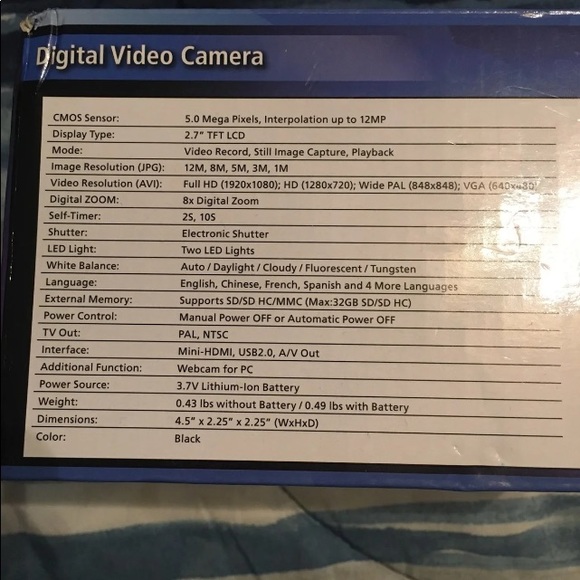 Digital Video Camera
CMOS Sensor: 5.0 Mega Pixels, Interpolation up to 12MP
Display Type: 2.7" TFT LCD
Mode: Video Record, Still Image Capture, Playback
Image Resolution (JPG): 12M, 8M, 5M, 3M, 1M
Video Resolution (AVI): Full HD (1920x1080); HD (1280x720); Wide PAL (848x848); VGA (640x480)
Digital ZOOM: 8x Digital Zoom
Self-Timer: 2S, 10S
Shutter: Electronic Shutter
LED Light: Two LED Lights
White Balance: Auto / Daylight / Cloudy / Fluorescent / Tungsten
Language: English, Chinese, French, Spanish and 4 More Languages
External Memory: Supports SD/SD HC/MMC (Max:32GB SD/SD HC)
Power Control: Manual Power OFF or Automatic Power OFF
TV Out: PAL, NTSC
Interface: Mini-HDMI, USB2.0, A/V Out
Additional Function: Webcam for PC
Power Source: 3.7V Lithium-Ion Battery
Weight: 0.43 lbs without Battery / 0.49 lbs with Battery
Dimensions: 4.5" x 2.25" x 2.25" (WxHxD)
Color: Black